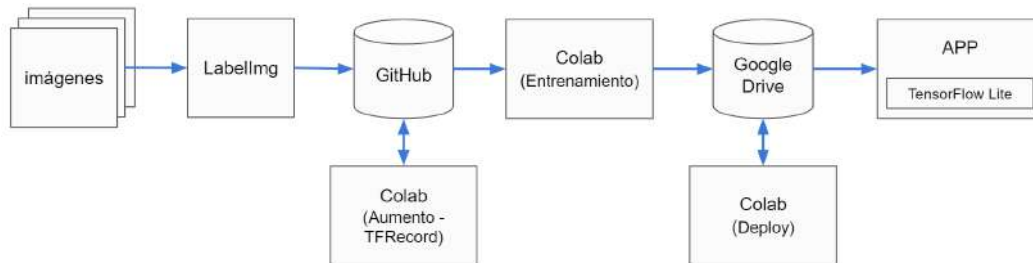 imágenes
LabelImg
GitHub
Colab
(Entrenamiento)
Google
Drive
APP
TensorFlow Lite
Colab
(Aumento -
TFRecord)
Colab
(Deploy)